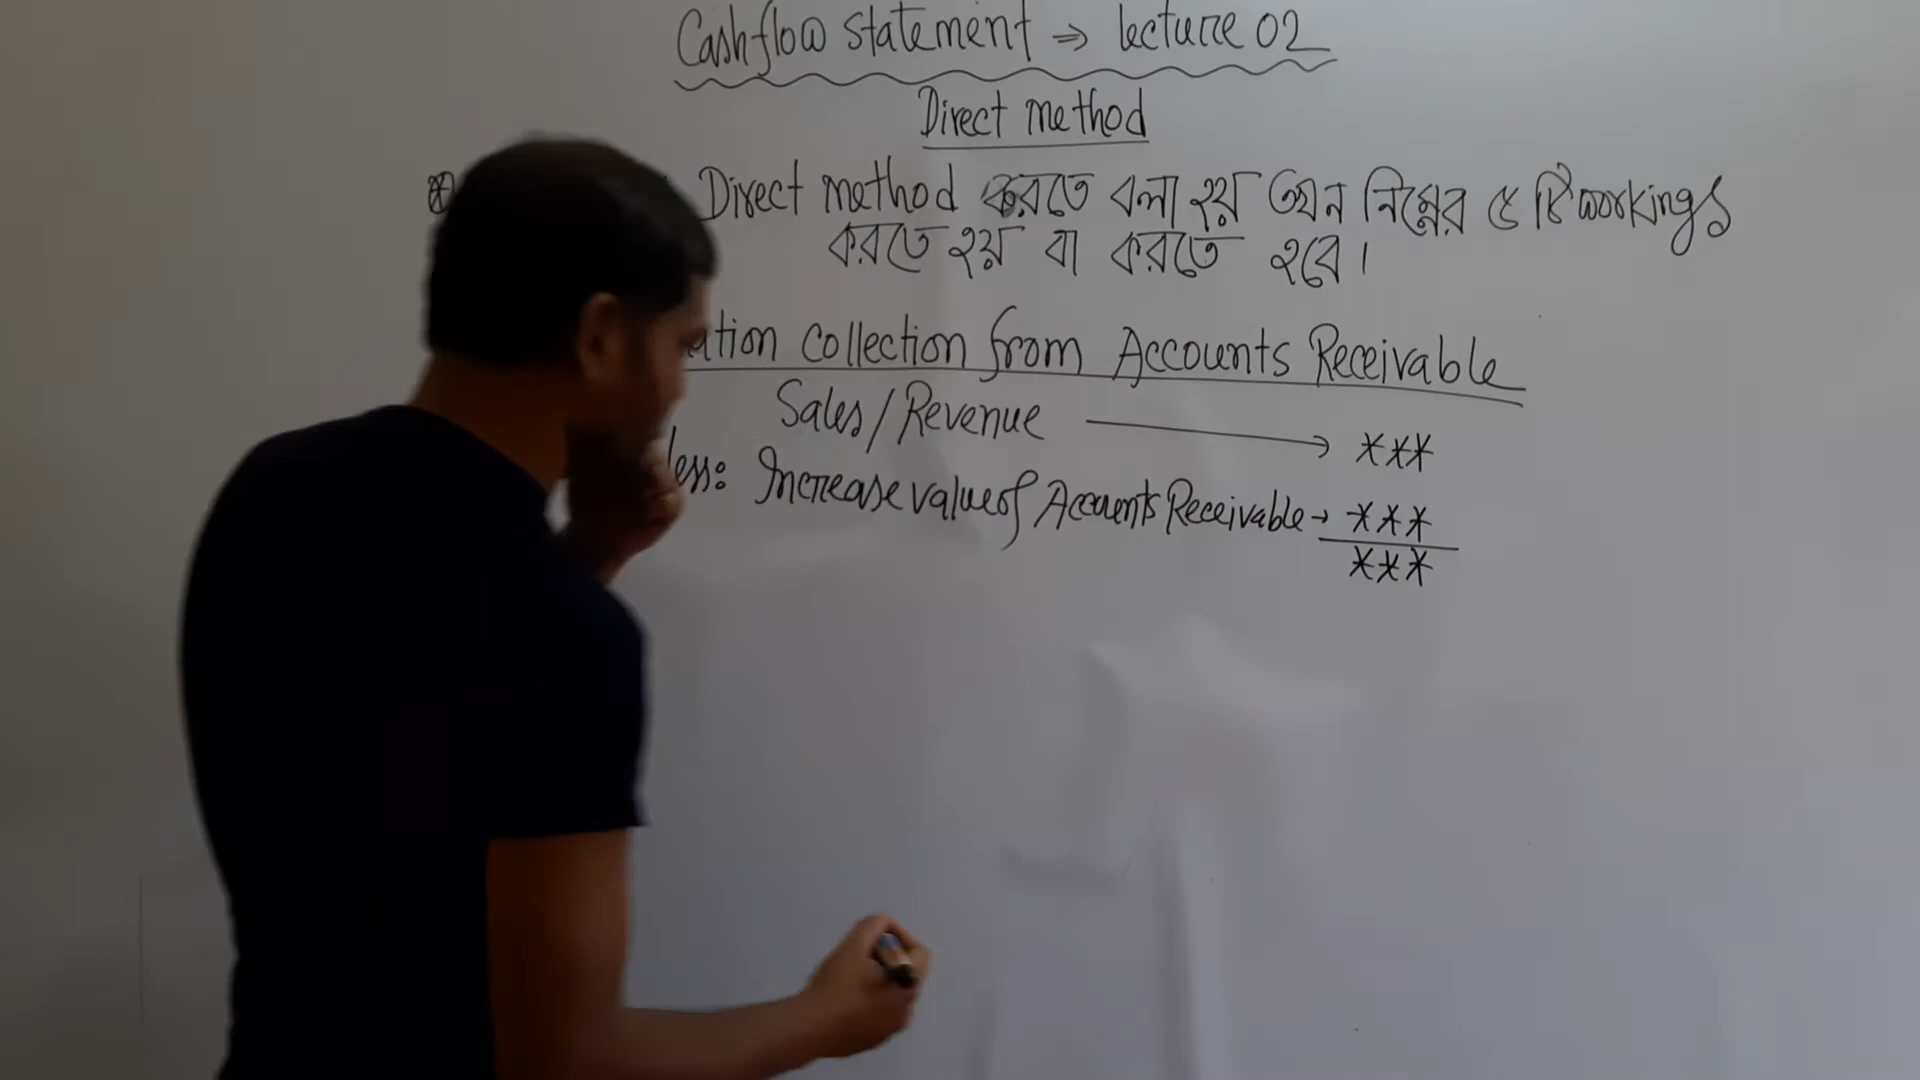 Cashflow statement ⇒ lecture 02
Direct method
Direct method করতে বলা হয় তখন নিম্নের ৫ টি workings
করতে হয় বা করতে হবে।
ation collection from Accounts Receivable
Sales/Revenue → ***
less: Increase value of Accounts Receivable → ***
***